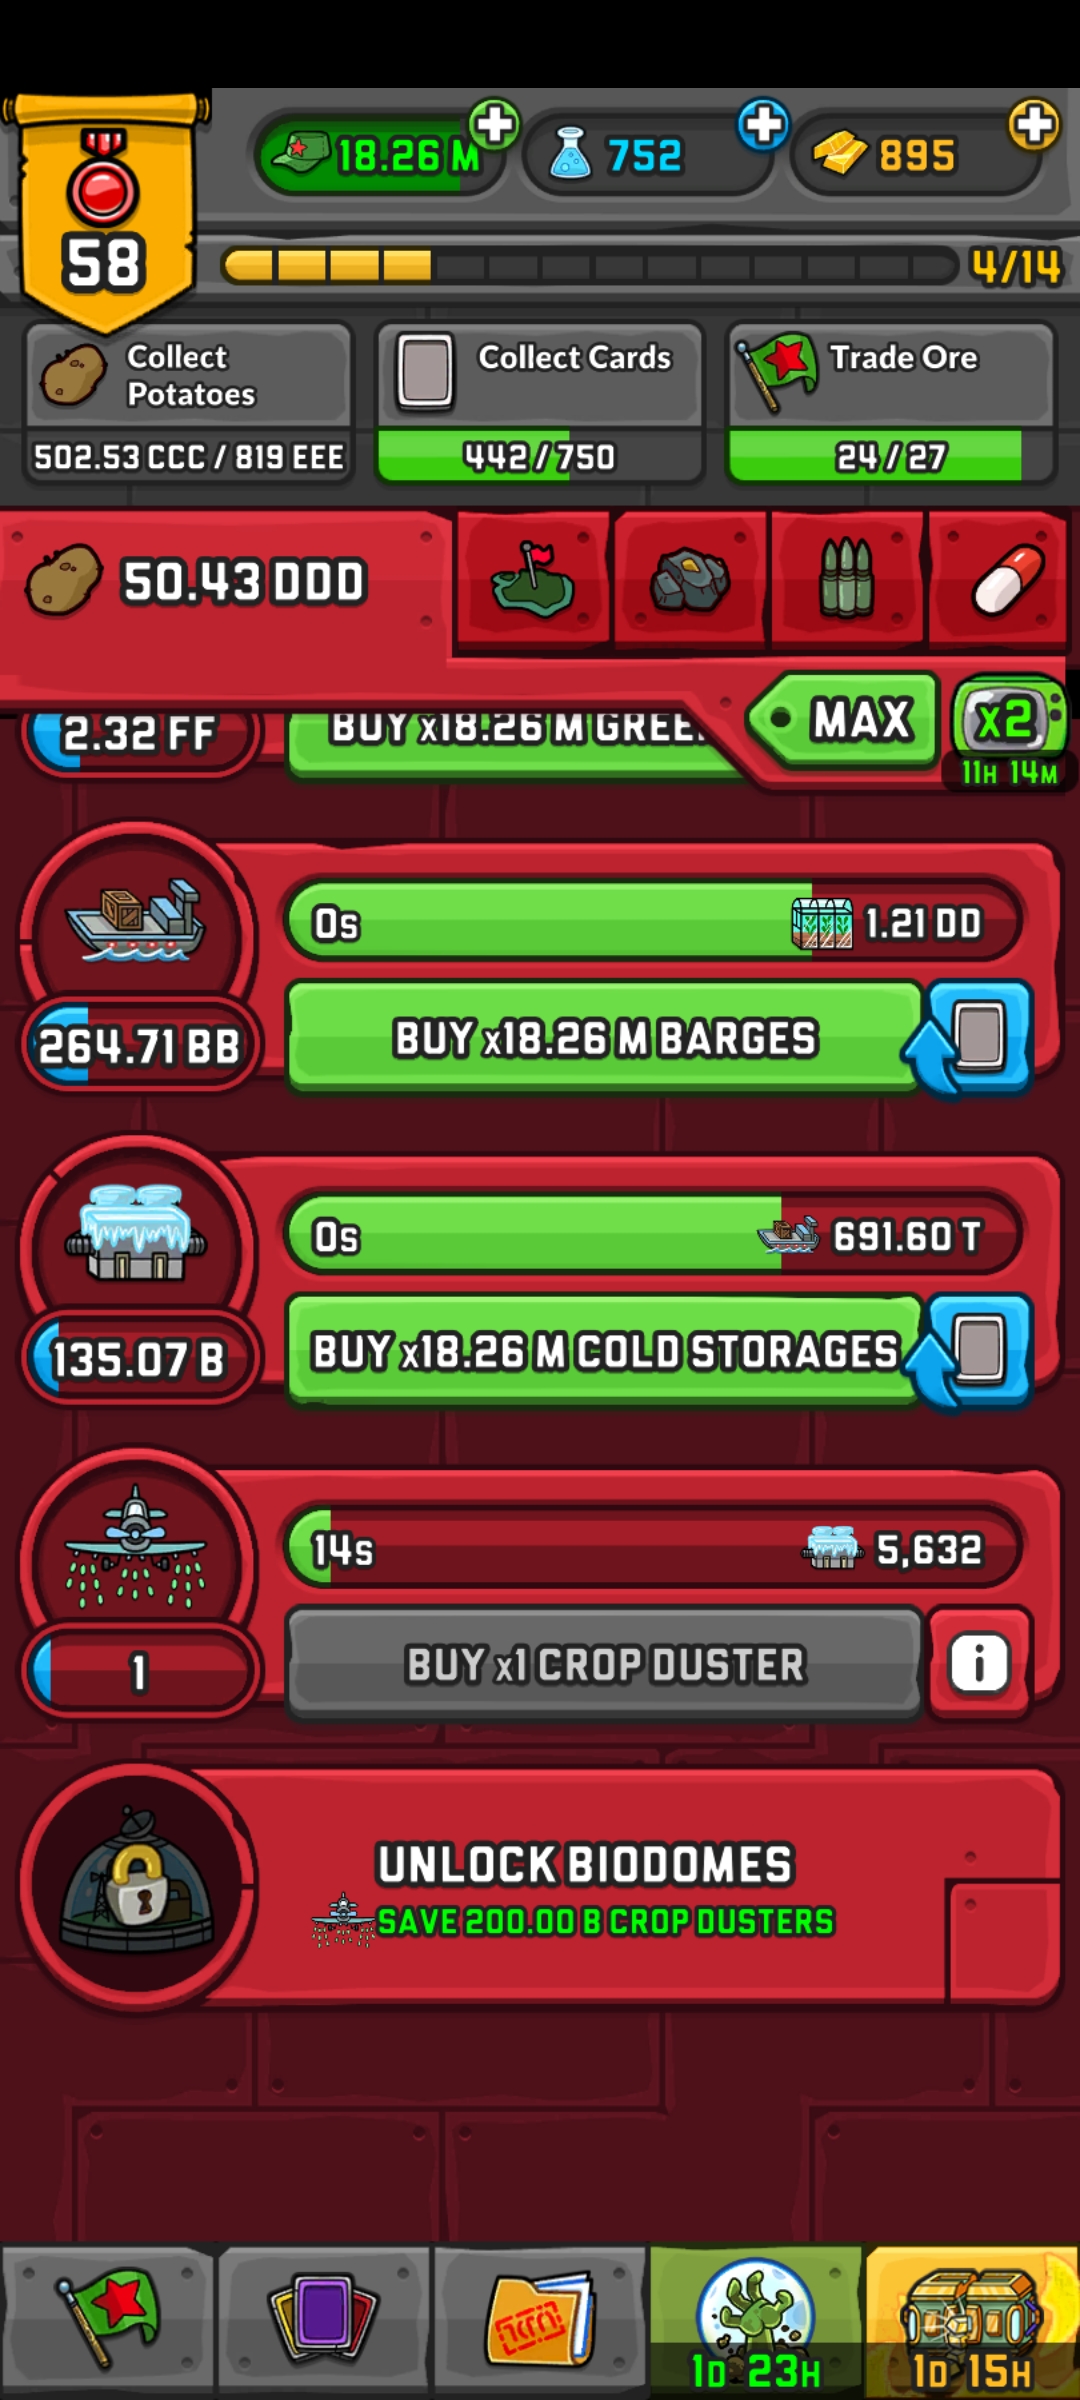 58
18.26 M
752
895
4/14
Collect
Potatoes
502.53 CCC / 819 EEE
Collect Cards
442/750
Trade Ore
24/27
50.43 DDD
MAX
x2
11H 14M
2.32 FF
BUY x18.26 M GREE...
0s
1.21 DD
264.71 BB
BUY x18.26 M BARGES
0s
691.60 T
135.07 B
BUY x18.26 M COLD STORAGES
14s
5,632
1
BUY x1 CROP DUSTER
i
UNLOCK BIODOMES
SAVE 200.00 B CROP DUSTERS
1D 23H
1D 15H